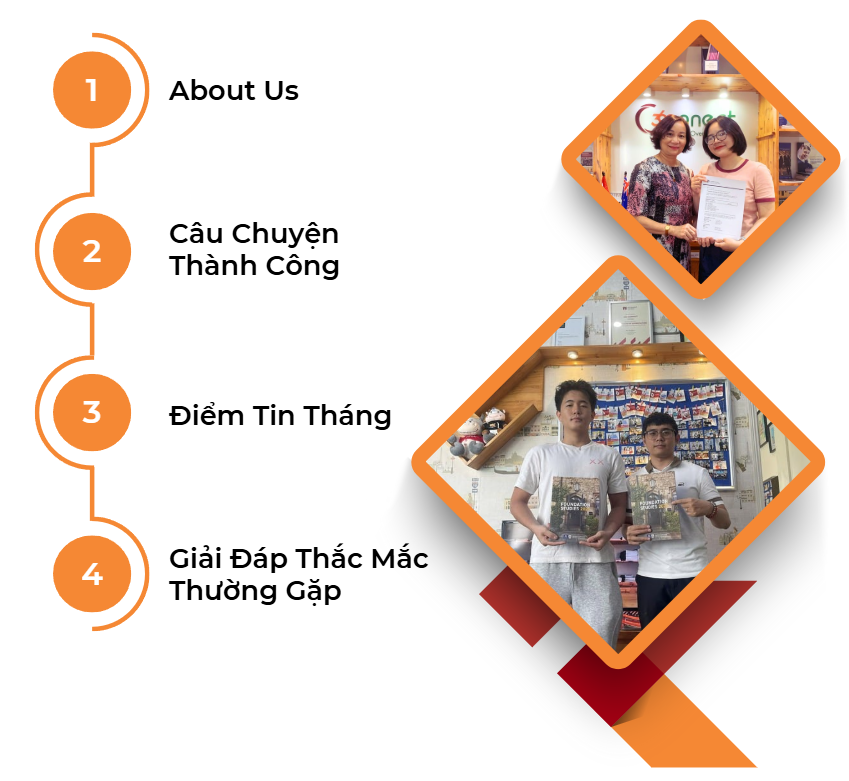 1
About Us
2
Câu Chuyện
Thành Công
3
Điểm Tin Tháng
4
Giải Đáp Thắc Mắc
Thường Gặp
FOUNDATION
STUDIES
FOUNDATION
STUDIES